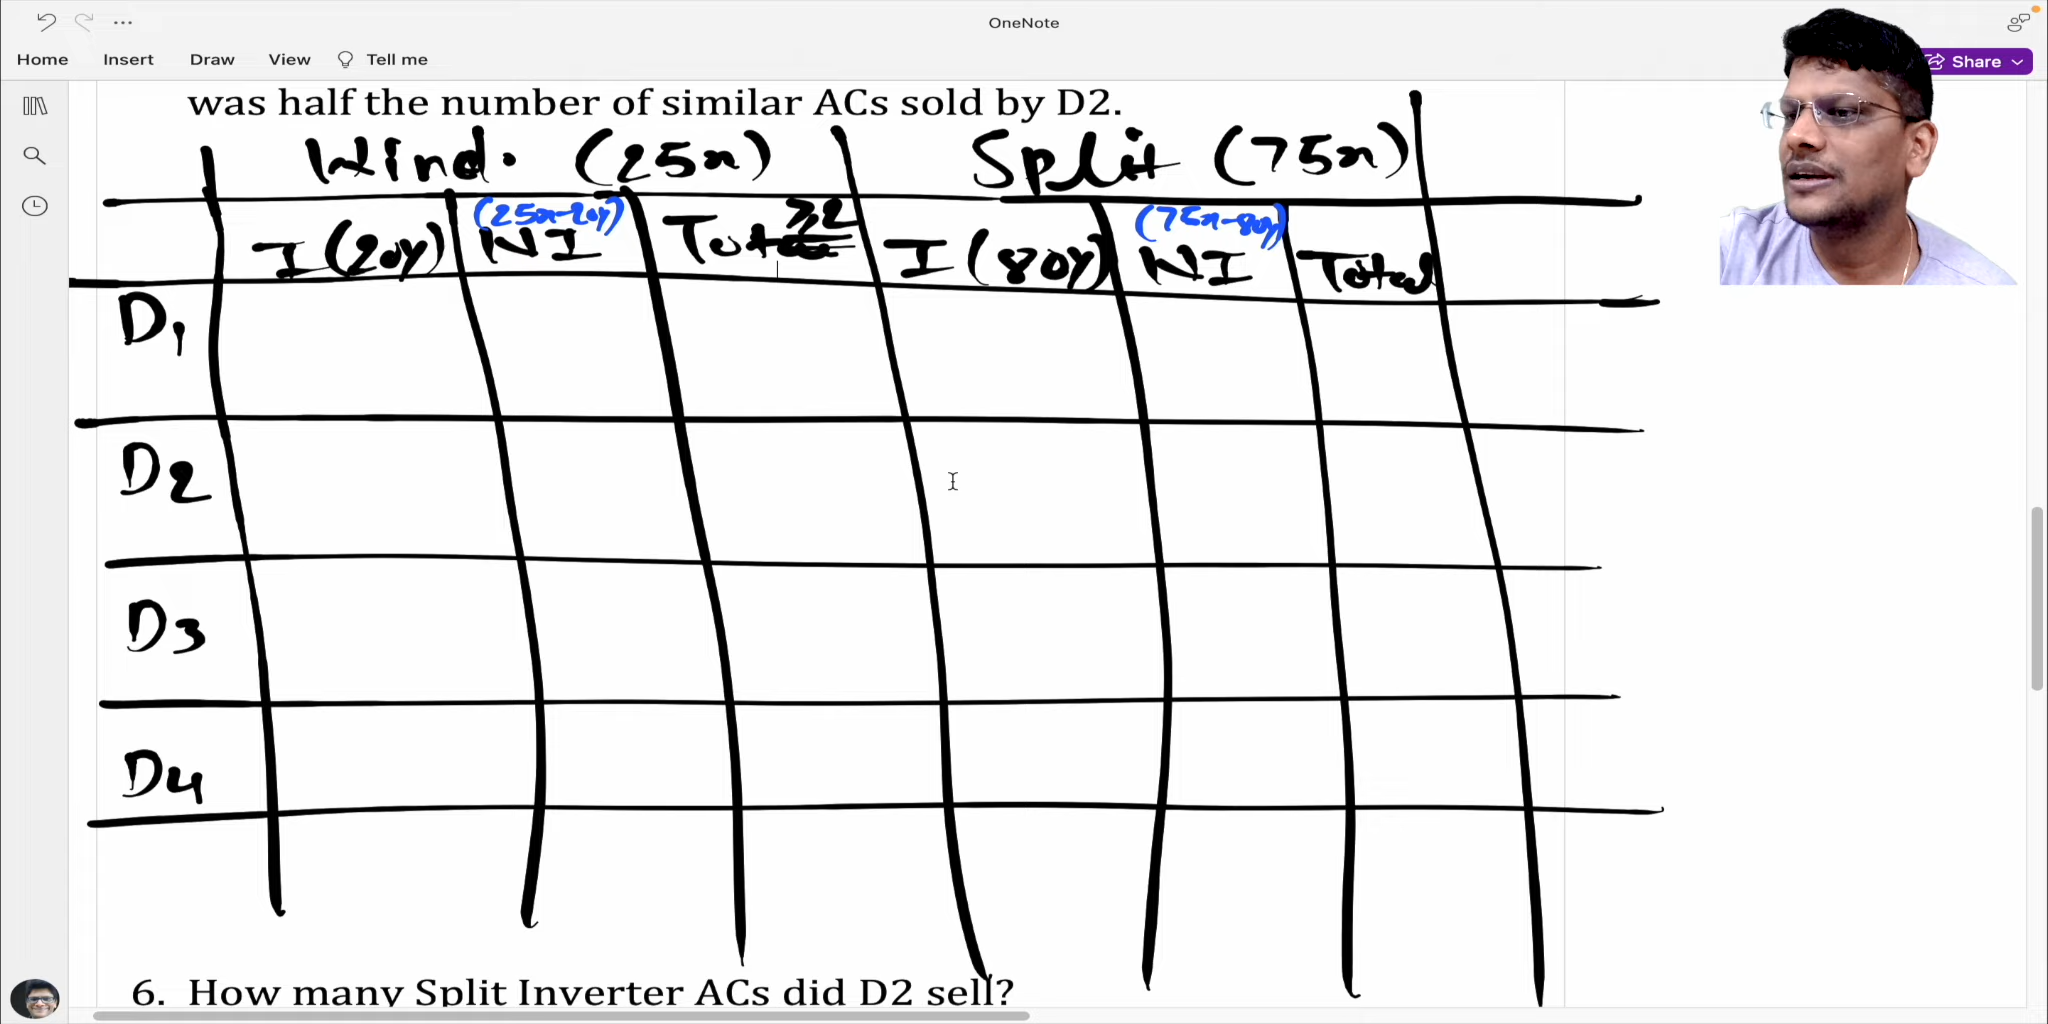 OneNote
Home Insert Draw View Tell me Share
was half the number of similar ACs sold by D2.
Wind. (25x) Split (75x)
(25x-20y) ≥2 (75x-80y)
I (20y) NI Tot I (80y) NI Total
D1
D2
D3
D4
6. How many Split Inverter ACs did D2 sell?